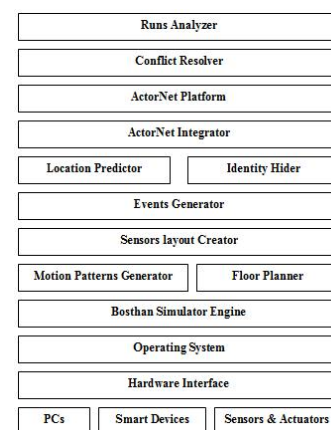 Runs Analyzer
Conflict Resolver
ActorNet Platform
ActorNet Integrator
Location Predictor
Identity Hider
Events Generator
Sensors layout Creator
Motion Patterns Generator
Floor Planner
Bosthan Simulator Engine
Operating System
Hardware Interface
PCs
Smart Devices
Sensors & Actuators